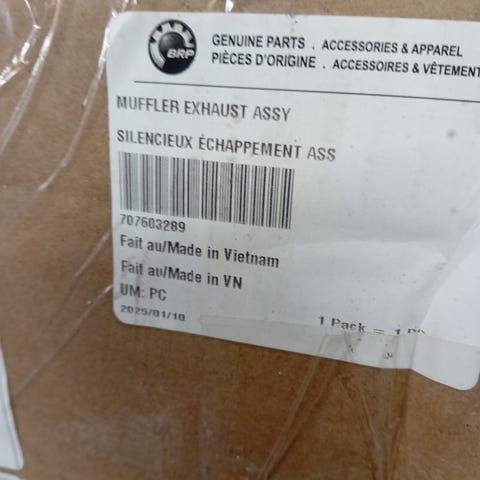 BRP
GENUINE PARTS . ACCESSORIES & APPAREL
PIÈCES D'ORIGINE . ACCESSOIRES & VÊTEMENT
MUFFLER EXHAUST ASSY
SILENCIEUX ÉCHAPPEMENT ASS
707603289
Fait au/Made in Vietnam
Fait au/Made in VN
UM: PC
2025/01/10
1 Pack = 1